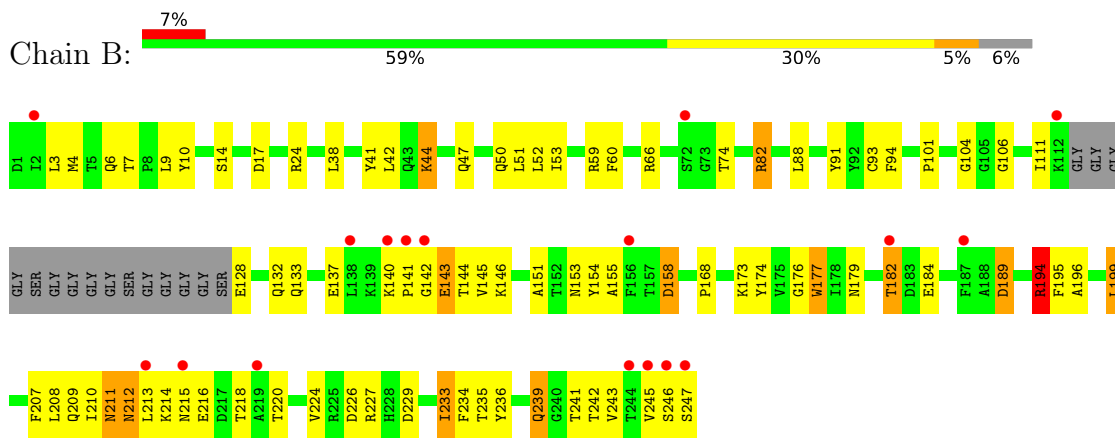 7%
Chain B:
59% 30% 5% 6%
D1 I2 L3 M4 T5 Q6 T7 P8 L9 Y10 S14 D17 R24 L38 Y41 L42 Q43 K44 Q47 Q50 L51 L52 I53 R59 F60 R66 S72 G73 T74 R82 L88 Y91 Y92 C93 F94 P101 G104 G105 G106 I111 K112 GLY GLY GLY
GLY SER GLY GLY GLY GLY SER GLY GLY GLY GLY SER E128 Q132 Q133 E137 L138 K139 K140 P141 G142 E143 T144 V145 K146 A151 T152 N153 Y154 A155 F156 T157 D158 P168 K173 Y174 V175 G176 W177 I178 N179 T182 D183 E184 F187 A188 D189 R194 F195 A196 L199
F207 L208 Q209 I210 N211 N212 L213 K214 N215 E216 D217 T218 A219 T220 V224 R225 D226 R227 H228 D229 I233 F234 T235 Y236 Q239 G240 T241 T242 V243 T244 V245 S246 S247